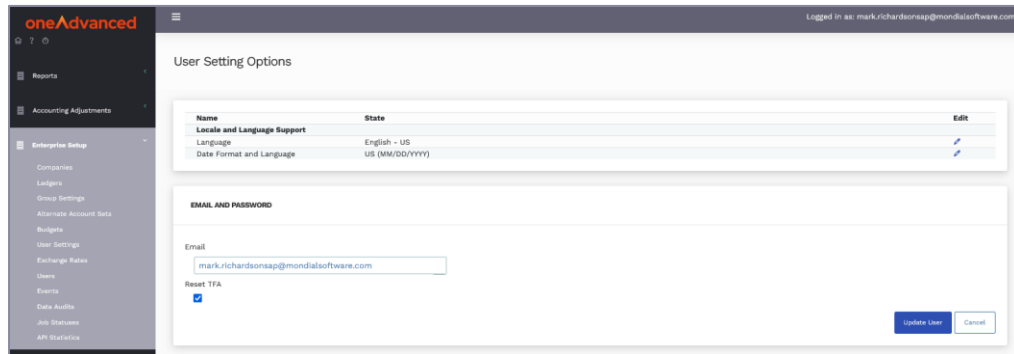 oneAdvanced
Logged in as: mark.richardsonsap@mondialsoftware.com
Reports
Accounting Adjustments
Enterprise Setup
Companies
Ledgers
Group Settings
Alternate Account Sets
Budgets
User Settings
Exchange Rates
Users
Events
Data Audits
Job Statuses
API Statistics
User Setting Options
Name State Edit
Locale and Language Support
Language English - US
Date Format and Language US (MM/DD/YYYY)
EMAIL AND PASSWORD
Email
mark.richardsonsap@mondialsoftware.com
Reset TFA
Update User Cancel